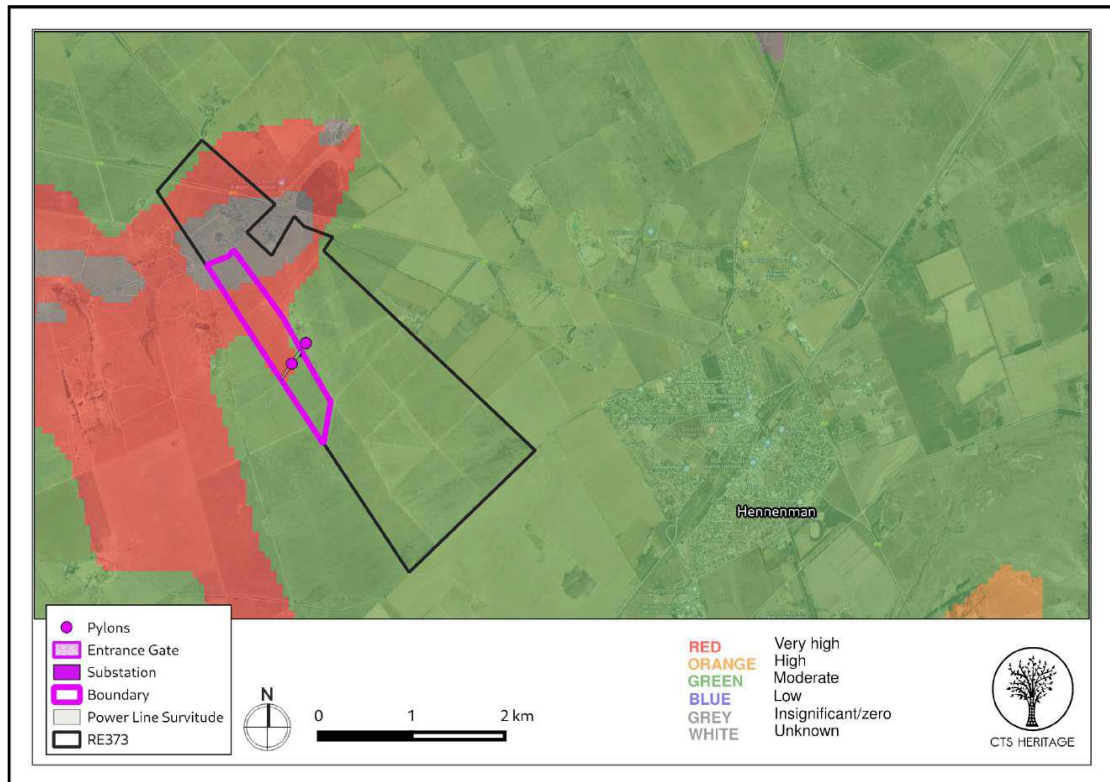 Hennenman
Pylons
Entrance Gate
Substation
Boundary
Power Line Survitude
RE373
N
0 1 2 km
RED Very high
ORANGE High
GREEN Moderate
BLUE Low
GREY Insignificant/zero
WHITE Unknown
CTS HERITAGE